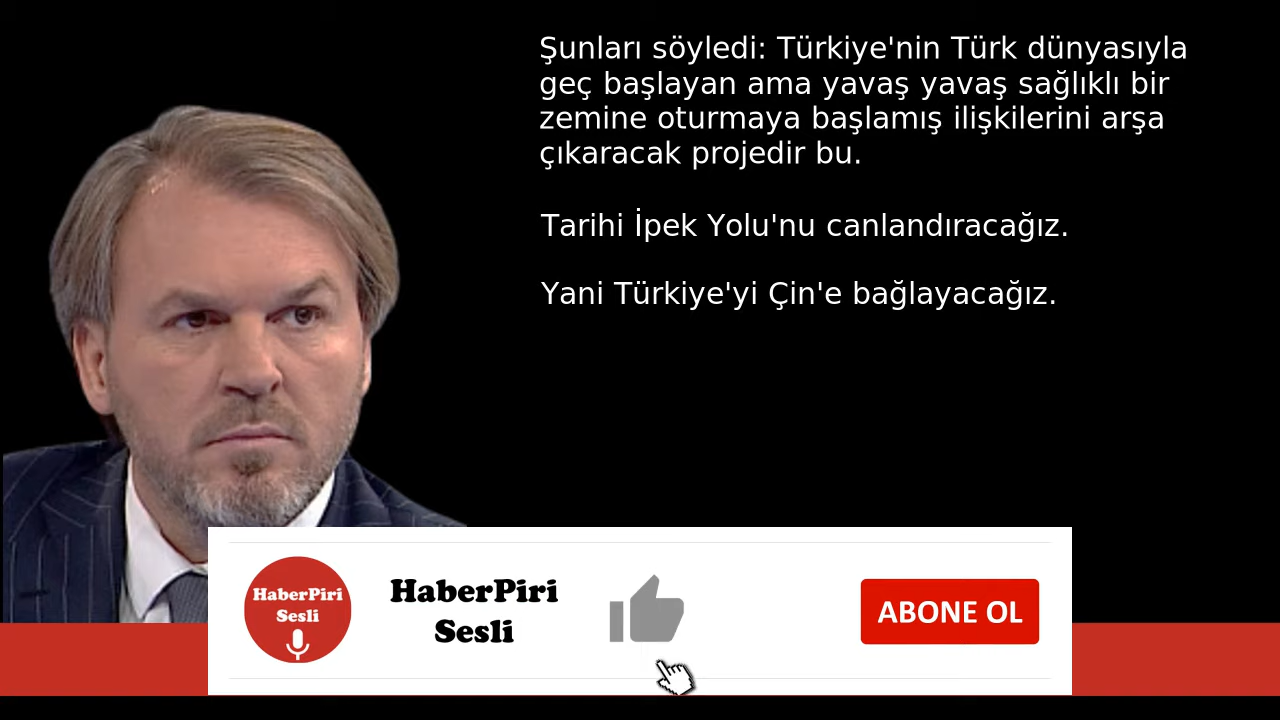 Şunları söyledi: Türkiye'nin Türk dünyasıyla
geç başlayan ama yavaş yavaş sağlıklı bir
zemine oturmaya başlamış ilişkilerini arşa
çıkaracak projedir bu.
Tarihi İpek Yolu'nu canlandıracağız.
Yani Türkiye'yi Çin'e bağlayacağız.
HaberPiri
Sesli
HaberPiri
Sesli
ABONE OL